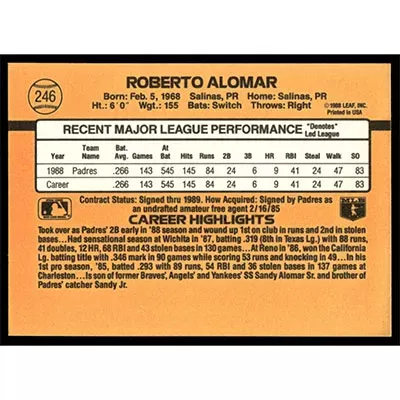 246
ROBERTO ALOMAR
Born: Feb. 5, 1968 Salinas, PR Home: Salinas, PR
Ht.: 6' 0" Wgt.: 155 Bats: Switch Throws: Right
©1988 LEAF, INC.
Printed in USA
RECENT MAJOR LEAGUE PERFORMANCE *Denotes* Led League
Year Team Name Bat. Avg. Games At Bat Hit Runs 2B 3B HR RBI Steal Walk SO
1988 Padres .266 143 545 145 84 24 6 9 41 24 47 83
Career .266 143 545 145 84 24 6 9 41 24 47 83
Contract Status: Signed thru 1989. How Acquired: Signed by Padres as
an undrafted amateur free agent 2/16/85
CAREER HIGHLIGHTS
Took over as Padres' 2B early in '88 season and wound up 1st on club in runs and 2nd in stolen
bases...Had sensational season at Wichita in '87, batting .319 (6th in Texas Lg.) with 88 runs,
41 doubles, 12 HR, 68 RBI and 43 stolen bases in 130 games...At Reno in '86, won the California
Lg. batting title with .346 mark in 90 games while scoring 53 runs and knocking in 49...In his
1st pro season, '85, batted .293 with 89 runs, 54 RBI and 36 stolen bases in 137 games at
Charleston...Is son of former Braves', Angels' and Yankees' SS Sandy Alomar Sr. and brother of
Padres' catcher Sandy Jr.